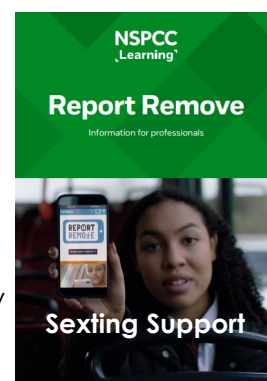 NSPCC
Learning
Report Remove
Information for professionals
REPORT
REMOVE
Sexting Support